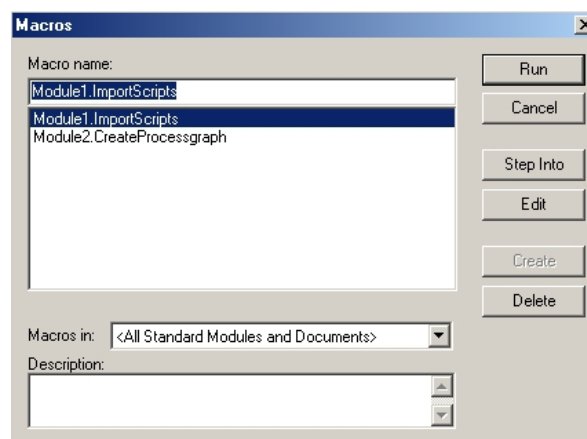 Macros
Macro name:
Module1.ImportScripts
Module1.ImportScripts
Module2.CreateProcessgraph
Run
Cancel
Step Into
Edit
Create
Delete
Macros in: <All Standard Modules and Documents>
Description: